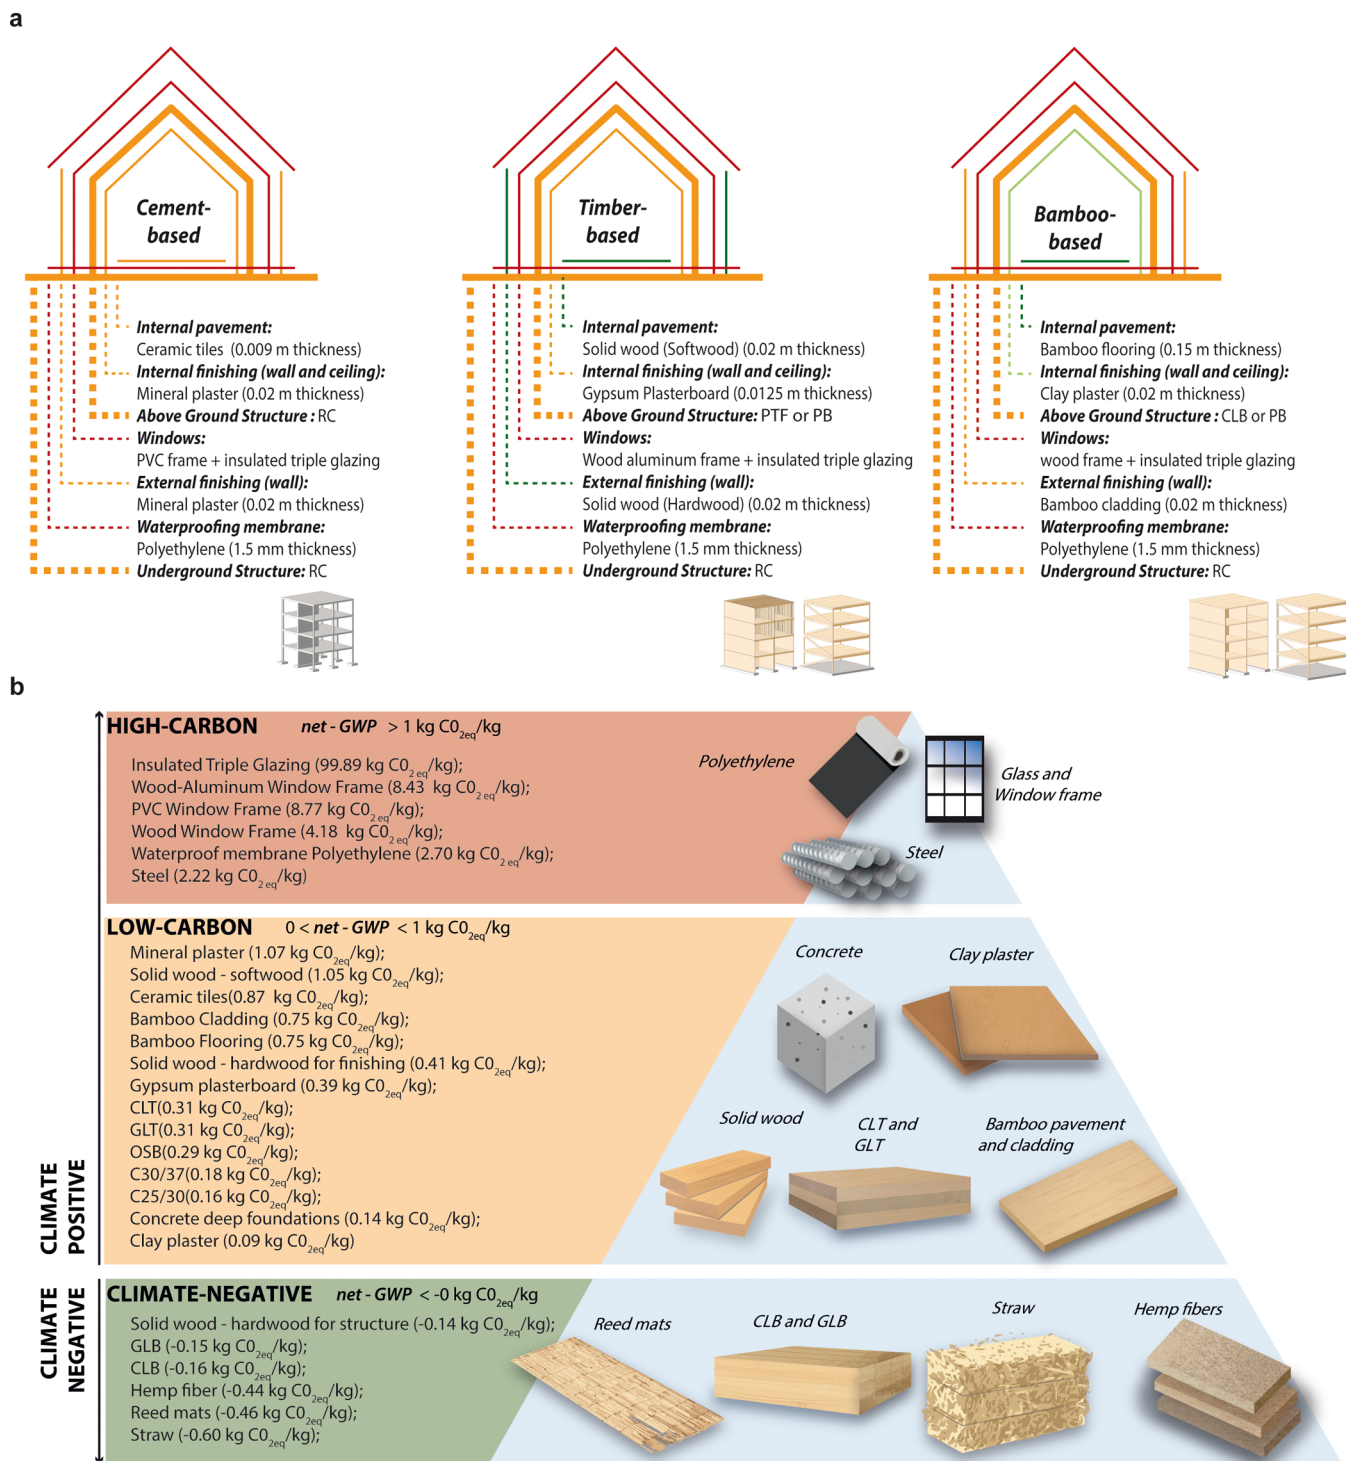 a
Cement-
based
Internal pavement:
Ceramic tiles (0.009 m thickness)
Internal finishing (wall and ceiling):
Mineral plaster (0.02 m thickness)
Above Ground Structure : RC
Windows:
PVC frame + insulated triple glazing
External finishing (wall):
Mineral plaster (0.02 m thickness)
Waterproofing membrane:
Polyethylene (1.5 mm thickness)
Underground Structure: RC
Timber-
based
Internal pavement:
Solid wood (Softwood) (0.02 m thickness)
Internal finishing (wall and ceiling):
Gypsum Plasterboard (0.0125 m thickness)
Above Ground Structure: PTF or PB
Windows:
Wood aluminum frame + insulated triple glazing
External finishing (wall):
Solid wood (Hardwood) (0.02 m thickness)
Waterproofing membrane:
Polyethylene (1.5 mm thickness)
Underground Structure: RC
Bamboo-
based
Internal pavement:
Bamboo flooring (0.15 m thickness)
Internal finishing (wall and ceiling):
Clay plaster (0.02 m thickness)
Above Ground Structure : CLB or PB
Windows:
wood frame + insulated triple glazing
External finishing (wall):
Bamboo cladding (0.02 m thickness)
Waterproofing membrane:
Polyethylene (1.5 mm thickness)
Underground Structure: RC
b
CLIMATE
POSITIVE
CLIMATE
NEGATIVE
HIGH-CARBON net - GWP > 1 kg C02eq/kg
Insulated Triple Glazing (99.89 kg C02 eq/kg);
Wood-Aluminum Window Frame (8.43 kg C02 eq/kg);
PVC Window Frame (8.77 kg C02 eq/kg);
Wood Window Frame (4.18 kg C02 eq/kg);
Waterproof membrane Polyethylene (2.70 kg C02 eq/kg);
Steel (2.22 kg C02 eq/kg)
Polyethylene
Glass and
Window frame
Steel
LOW-CARBON 0 < net - GWP < 1 kg C02eq/kg
Mineral plaster (1.07 kg C02eq/kg);
Solid wood - softwood (1.05 kg C02eq/kg);
Ceramic tiles(0.87 kg C02eq/kg);
Bamboo Cladding (0.75 kg C02eq/kg);
Bamboo Flooring (0.75 kg C02eq/kg);
Solid wood - hardwood for finishing (0.41 kg C02eq/kg);
Gypsum plasterboard (0.39 kg C02eq/kg);
CLT(0.31 kg C02eq/kg);
GLT(0.31 kg C02eq/kg);
OSB(0.29 kg C02eq/kg);
C30/37(0.18 kg C02eq/kg);
C25/30(0.16 kg C02eq/kg);
Concrete deep foundations (0.14 kg C02eq/kg);
Clay plaster (0.09 kg C02eq/kg)
Concrete
Clay plaster
Solid wood
CLT and
GLT
Bamboo pavement
and cladding
CLIMATE-NEGATIVE net - GWP < -0 kg C02eq/kg
Solid wood - hardwood for structure (-0.14 kg C02eq/kg);
GLB (-0.15 kg C02eq/kg);
CLB (-0.16 kg C02eq/kg);
Hemp fiber (-0.44 kg C02eq/kg);
Reed mats (-0.46 kg C02eq/kg);
Straw (-0.60 kg C02eq/kg);
Reed mats
CLB and GLB
Straw
Hemp fibers